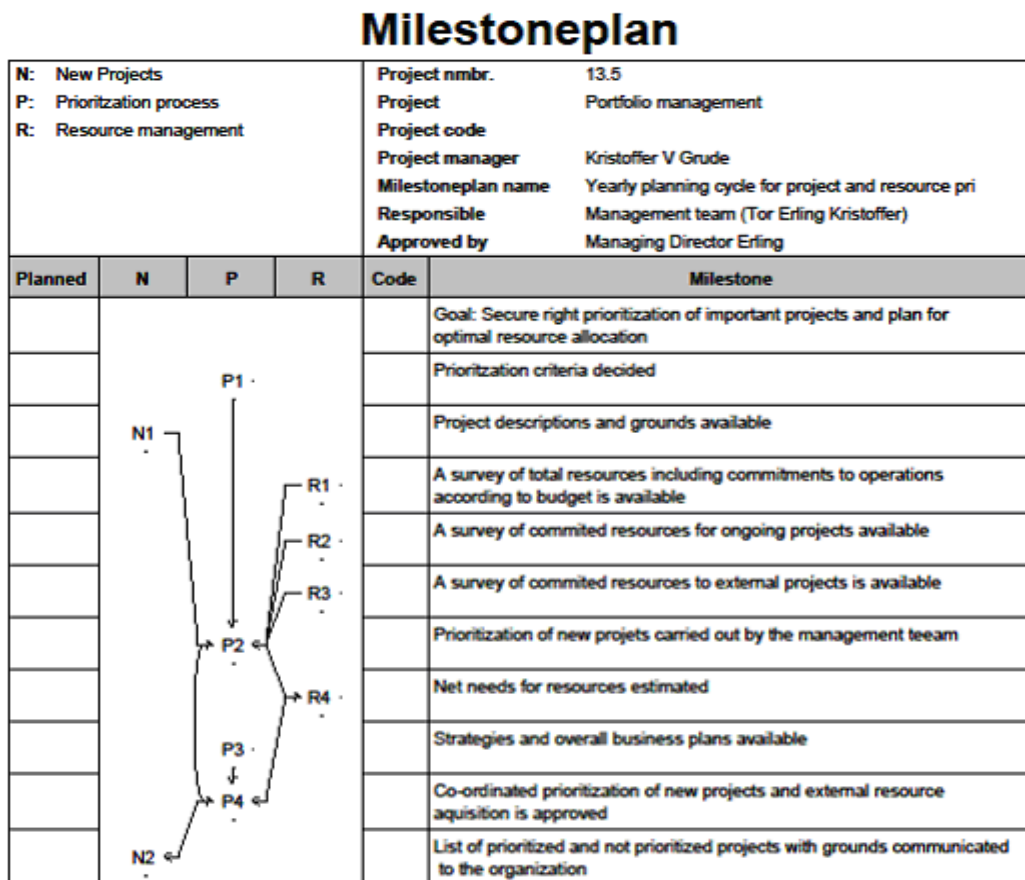 Milestoneplan
N: New Projects
P: Prioritzation process
R: Resource management
Project nmbr. 13.5
Project Portfolio management
Project code
Project manager Kristoffer V Grude
Milestoneplan name Yearly planning cycle for project and resource pri
Responsible Management team (Tor Erling Kristoffer)
Approved by Managing Director Erling
Planned N P R Code Milestone
Goal: Secure right prioritization of important projects and plan for
optimal resource allocation
P1 Prioritzation criteria decided
N1 Project descriptions and grounds available
R1 A survey of total resources including commitments to operations
according to budget is available
R2 A survey of commited resources for ongoing projects available
R3 A survey of commited resources to external projects is available
P2 Prioritization of new projets carried out by the management teeam
R4 Net needs for resources estimated
P3 Strategies and overall business plans available
P4 Co-ordinated prioritization of new projects and external resource
aquisition is approved
N2 List of prioritized and not prioritized projects with grounds communicated
to the organization